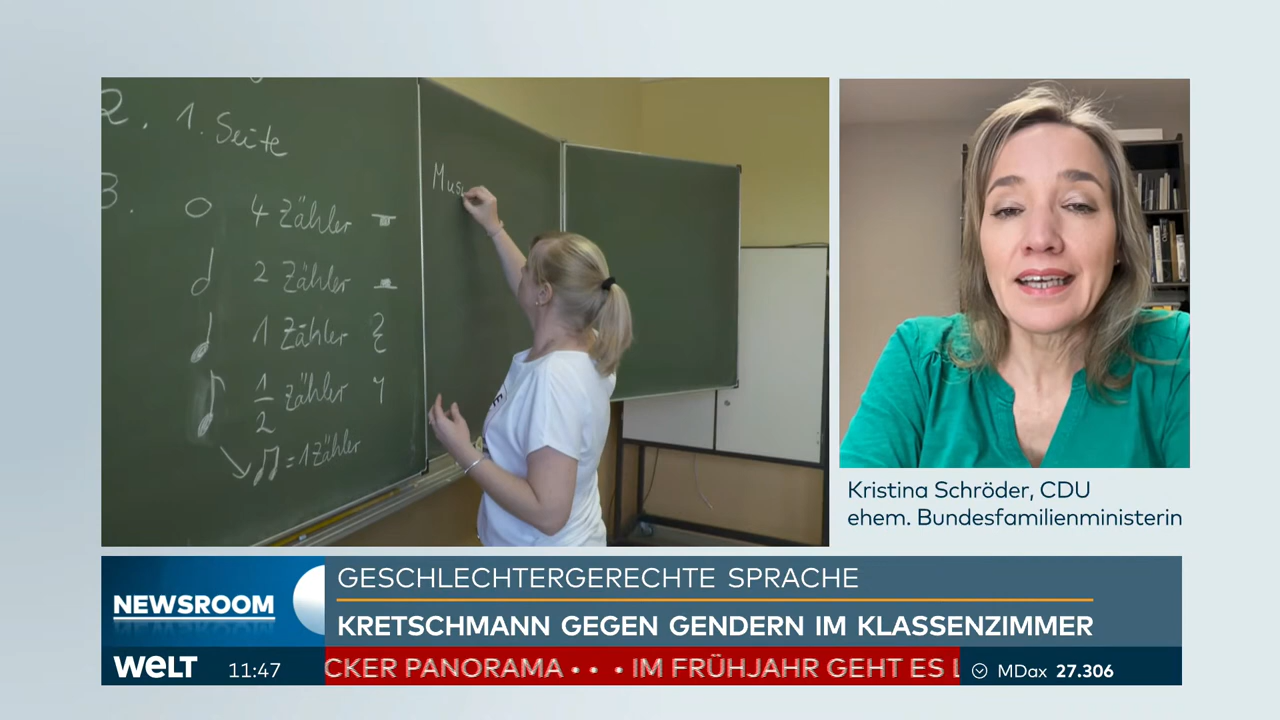 2. 1. Seite
3.
4 Zähler
2 Zähler
1 Zähler
1/2 Zähler
= 1 Zähler
Mus
Kristina Schröder, CDU
ehem. Bundesfamilienministerin
GESCHLECHTERGERECHTE SPRACHE
NEWSROOM
KRETSCHMANN GEGEN GENDERN IM KLASSENZIMMER
welt 11:47
CKER PANORAMA • • • IM FRÜHJAHR GEHT ES L
MDax 27.306